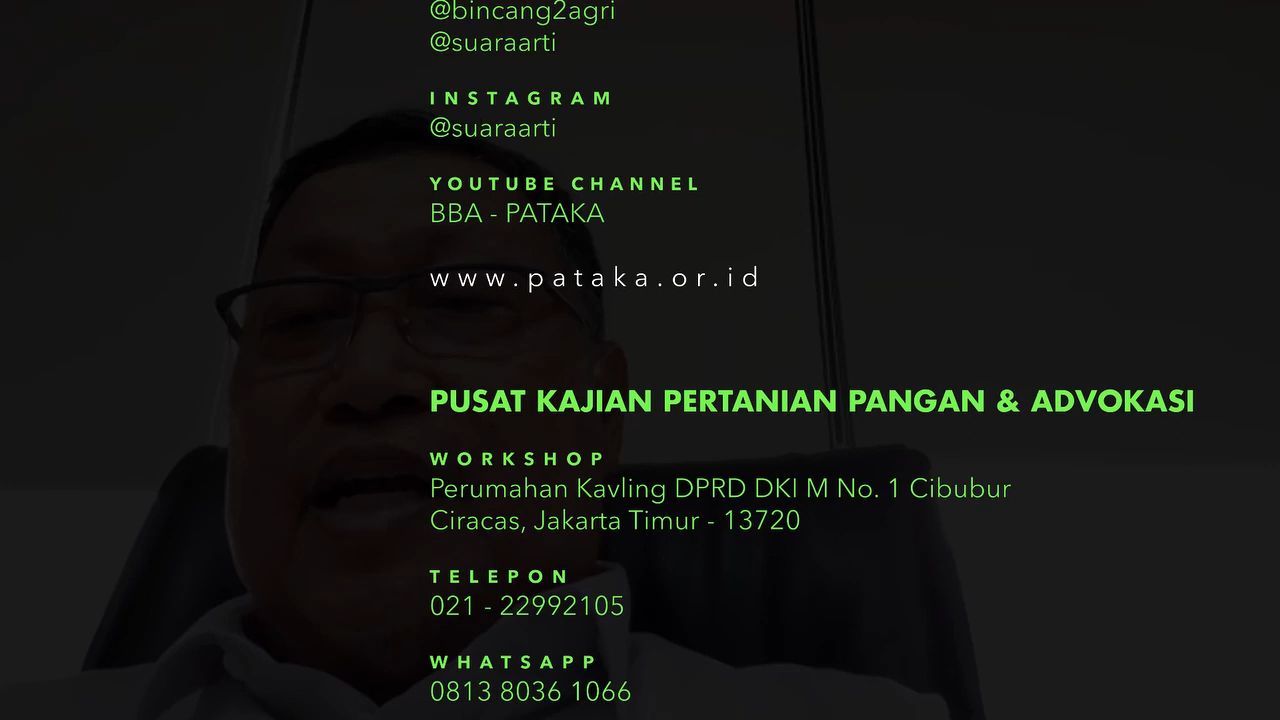 @bincang2agri
@suaraarti
INSTAGRAM
@suaraarti
YOUTUBE CHANNEL
BBA - PATAKA
www.pataka.or.id
PUSAT KAJIAN PERTANIAN PANGAN & ADVOKASI
WORKSHOP
Perumahan Kavling DPRD DKI M No. 1 Cibubur
Ciracas, Jakarta Timur - 13720
TELEPON
021 - 22992105
WHATSAPP
0813 8036 1066